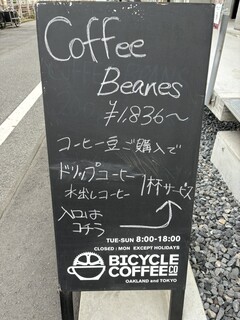 Coffee
Beanes
¥1,836〜
コーヒー豆ご購入で
ドリップコーヒー
水出しコーヒー
1杯サービス
入口は
コチラ
TUE-SUN 8:00-18:00
CLOSED : MON EXCEPT HOLIDAYS
BICYCLE
COFFEE CO
OAKLAND and TOKYO